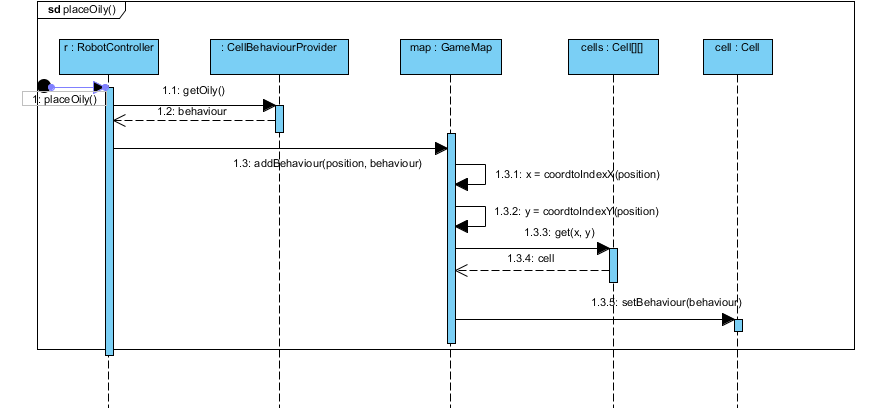 sd placeOily()
r : RobotController
: CellBehaviourProvider
map : GameMap
cells : Cell[][]
cell : Cell
1: placeOily()
1.1: getOily()
1.2: behaviour
1.3: addBehaviour(position, behaviour)
1.3.1: x = coordtoIndexX(position)
1.3.2: y = coordtoIndexY(position)
1.3.3: get(x, y)
1.3.4: cell
1.3.5: setBehaviour(behaviour)